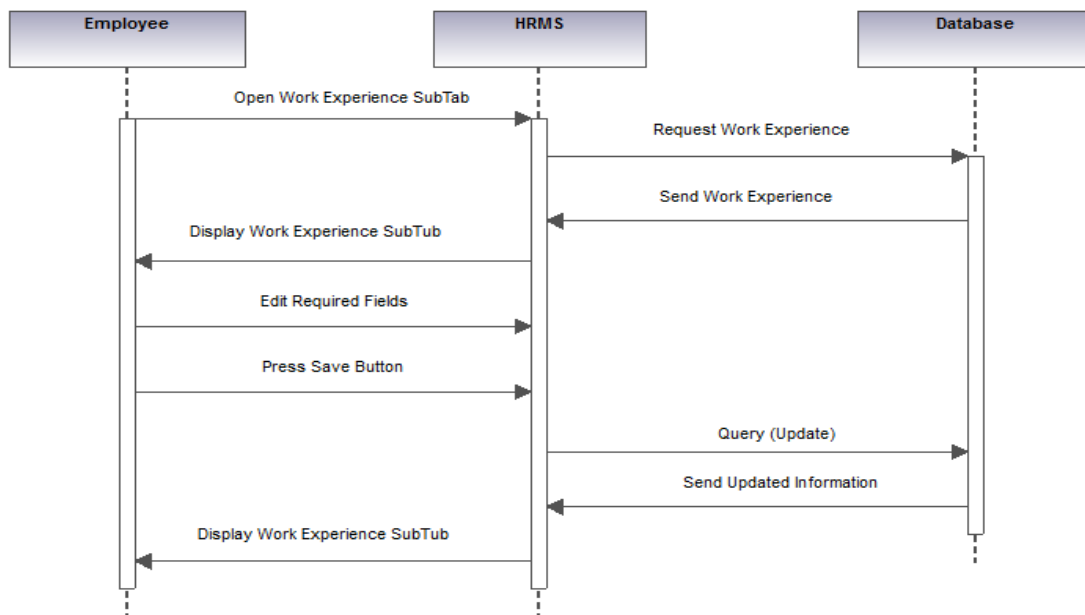 Employee
HRMS
Database
Open Work Experience SubTab
Request Work Experience
Send Work Experience
Display Work Experience SubTub
Edit Required Fields
Press Save Button
Query (Update)
Send Updated Information
Display Work Experience SubTub